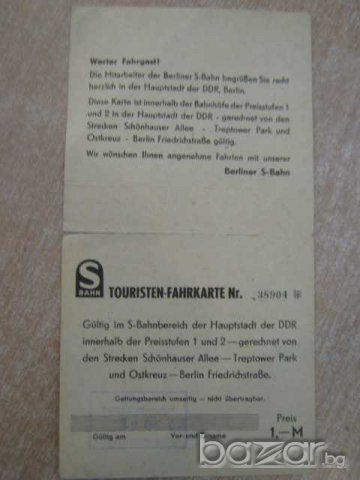 Werter Fahrgast!
Die Mitarbeiter der Berliner S-Bahn begrüßen Sie recht
herzlich in der Hauptstadt der DDR, Berlin.
Diese Karte ist innerhalb der Bahnhöfe der Preisstufen 1
und 2 in der Hauptstadt der DDR - gerechnet von den
Strecken Schönhauser Allee - Treptower Park und
Ostkreuz - Berlin Friedrichstraße gültig.
Wir wünschen Ihnen angenehme Fahrten mit unserer
Berliner S-Bahn
S
BAHN
TOURISTEN-FAHRKARTE Nr. 38904
Gültig im S-Bahnbereich der Hauptstadt der DDR
innerhalb der Preisstufen 1 und 2 — gerechnet von
den Strecken Schönhauser Allee — Treptower Park
und Ostkreuz — Berlin Friedrichstraße.
Geltungsbereich umseitig — nicht übertragbar.
Preis
1,—M
Gültig am Vor- und Zuname
bazar.bg